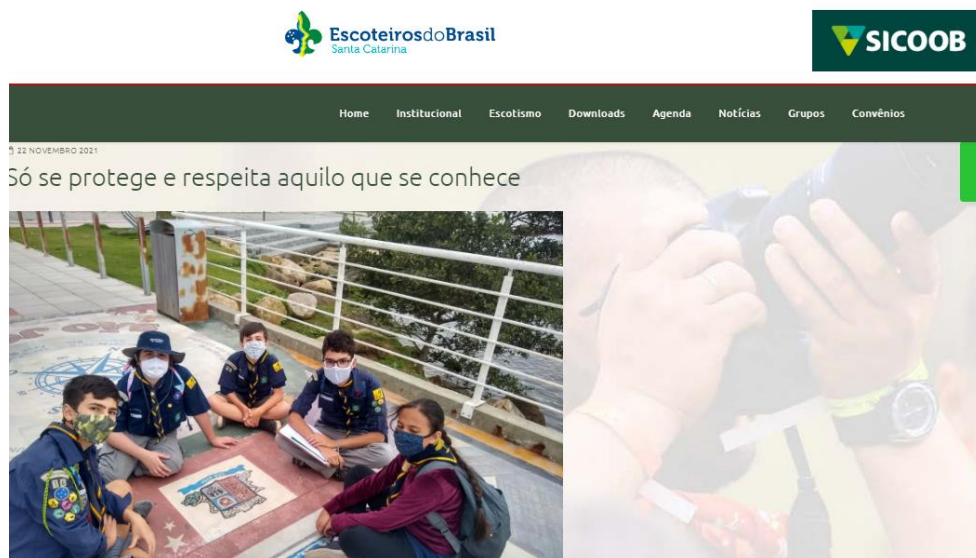 EscoteirosdoBrasil
Santa Catarina
SICOOB
Home Institucional Escotismo Downloads Agenda Notícias Grupos Convênios
22 NOVEMBRO 2021
Só se protege e respeita aquilo que se conhece